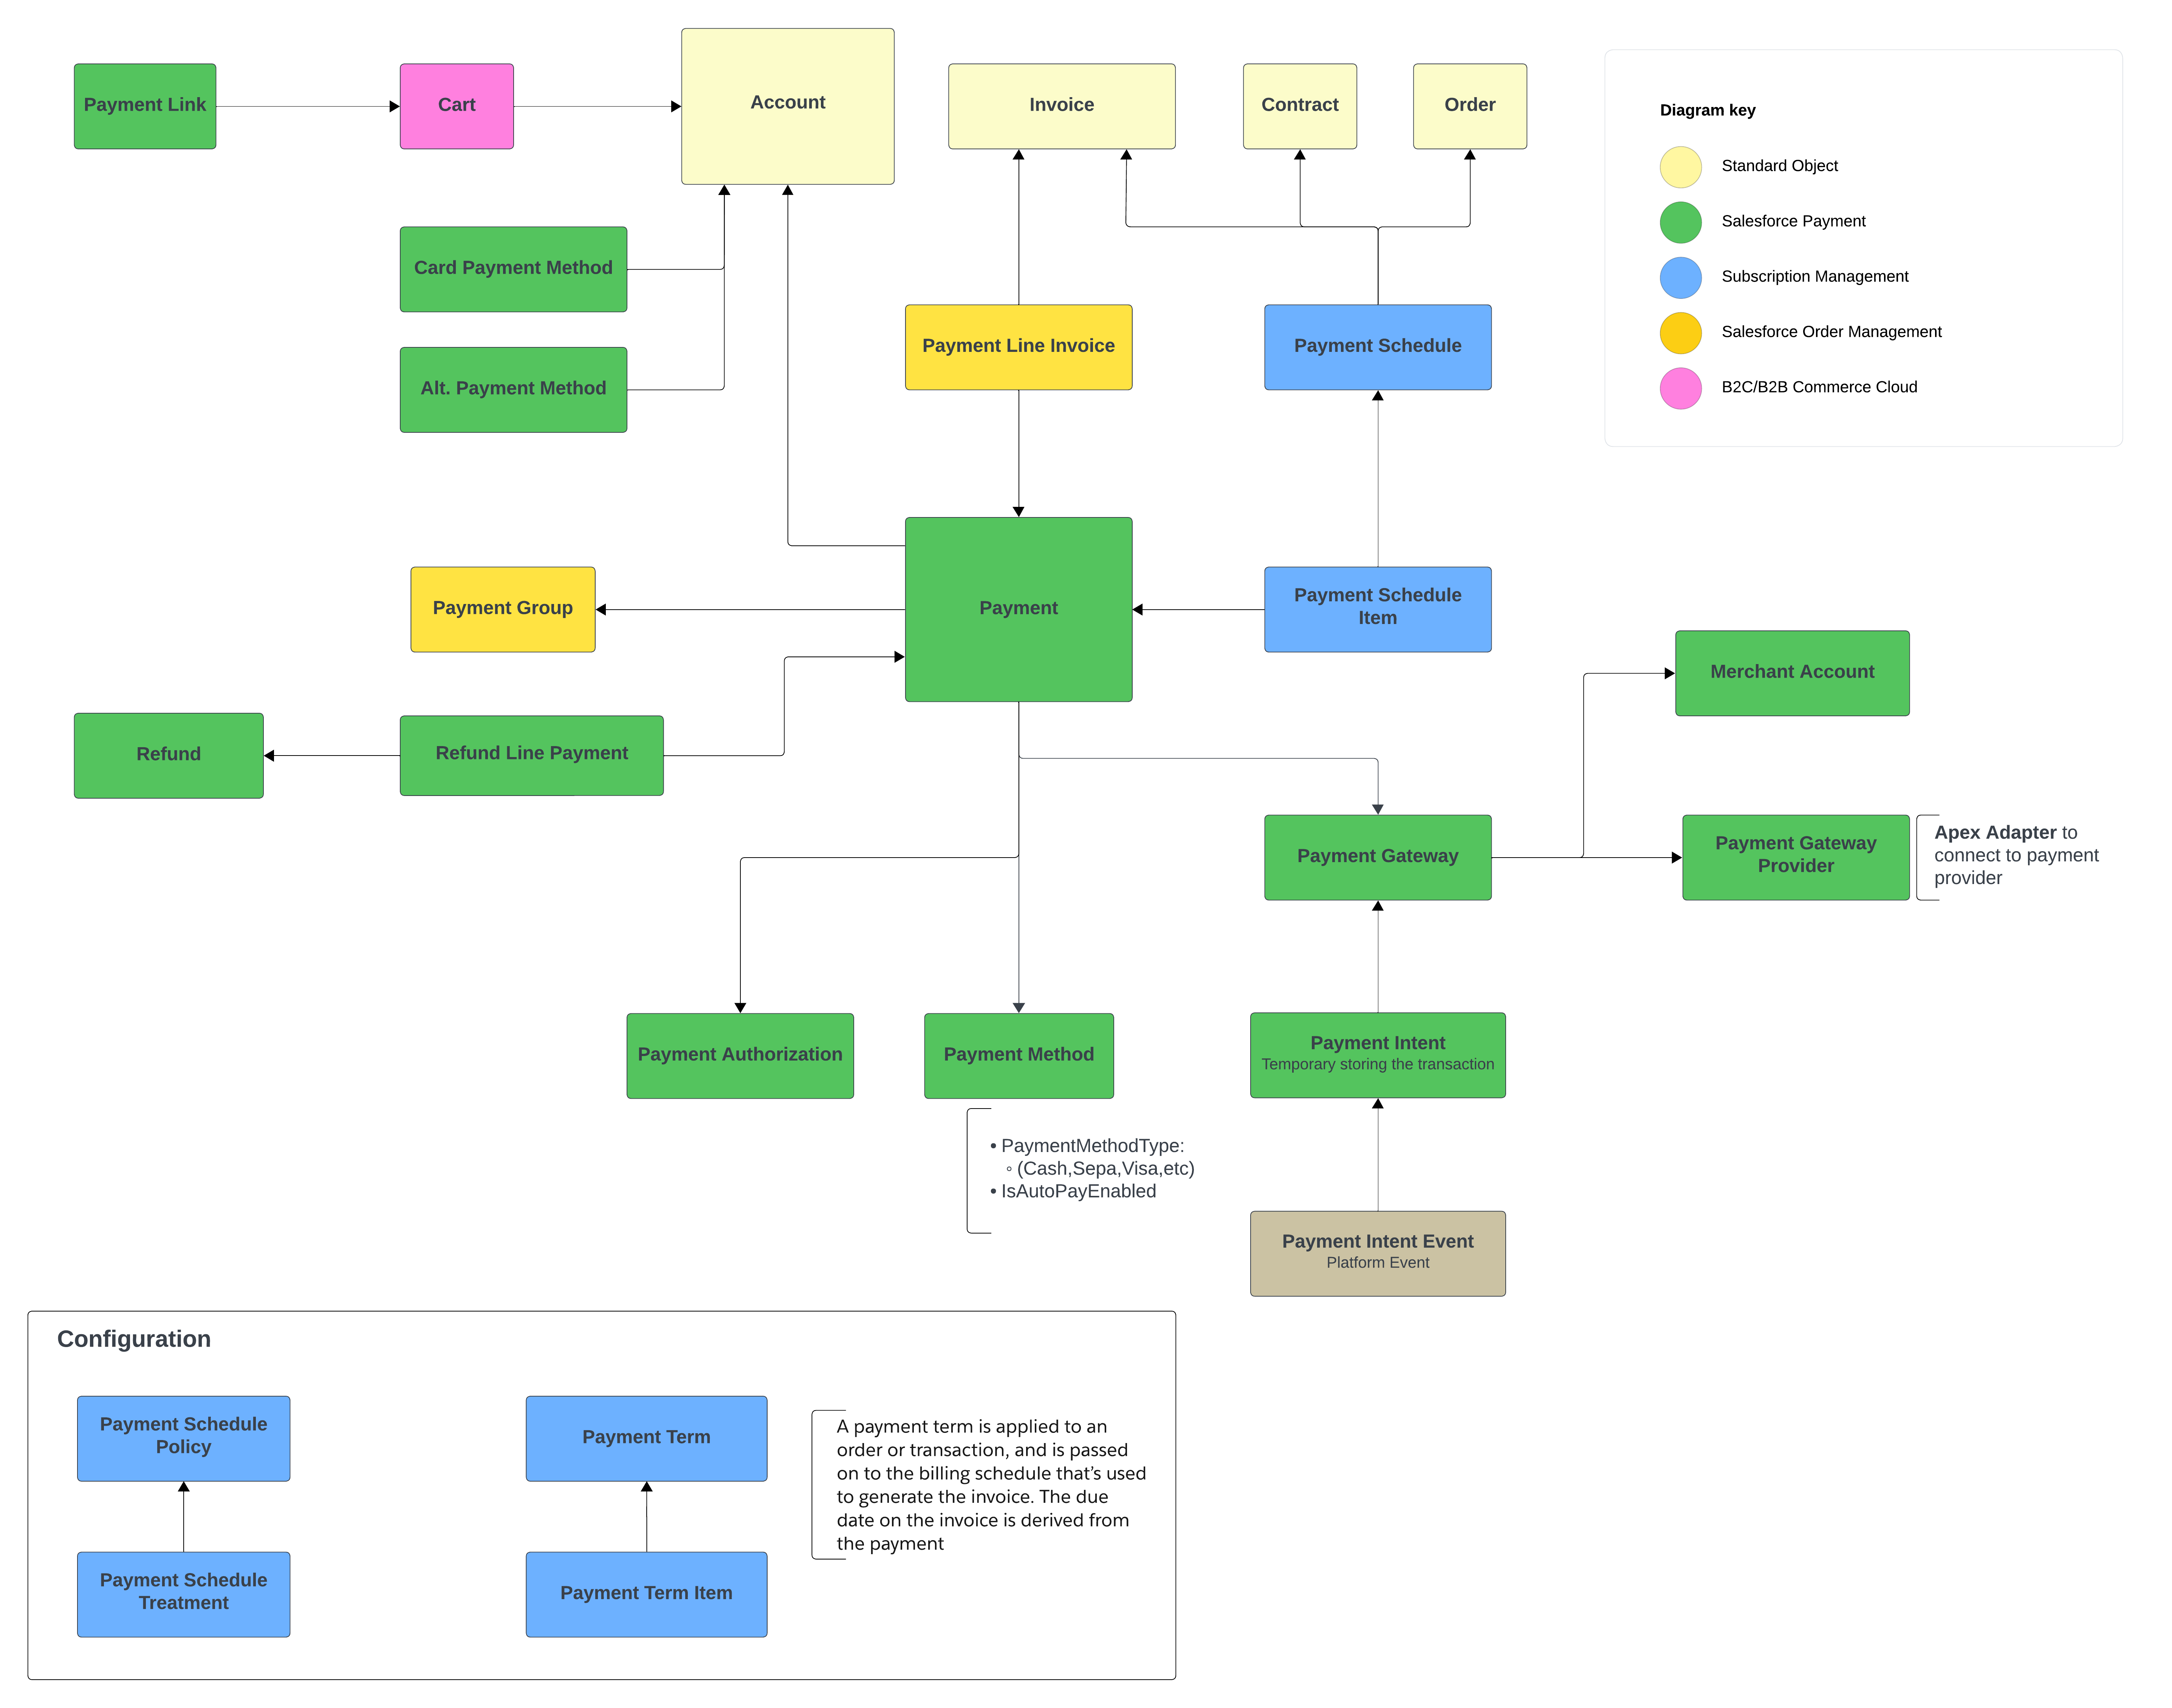 Payment Link
Cart
Account
Invoice
Contract
Order
Diagram key
Standard Object
Salesforce Payment
Subscription Management
Salesforce Order Management
B2C/B2B Commerce Cloud
Card Payment Method
Alt. Payment Method
Payment Line Invoice
Payment Schedule
Payment Group
Payment
Payment Schedule
Item
Merchant Account
Refund
Refund Line Payment
Payment Gateway
Payment Gateway
Provider
Apex Adapter to
connect to payment
provider
Payment Authorization
Payment Method
Payment Intent
Temporary storing the transaction
• PaymentMethodType:
◦ (Cash,Sepa,Visa,etc)
• IsAutoPayEnabled
Payment Intent Event
Platform Event
Configuration
Payment Schedule
Policy
Payment Term
A payment term is applied to an
order or transaction, and is passed
on to the billing schedule that’s used
to generate the invoice. The due
date on the invoice is derived from
the payment
Payment Schedule
Treatment
Payment Term Item